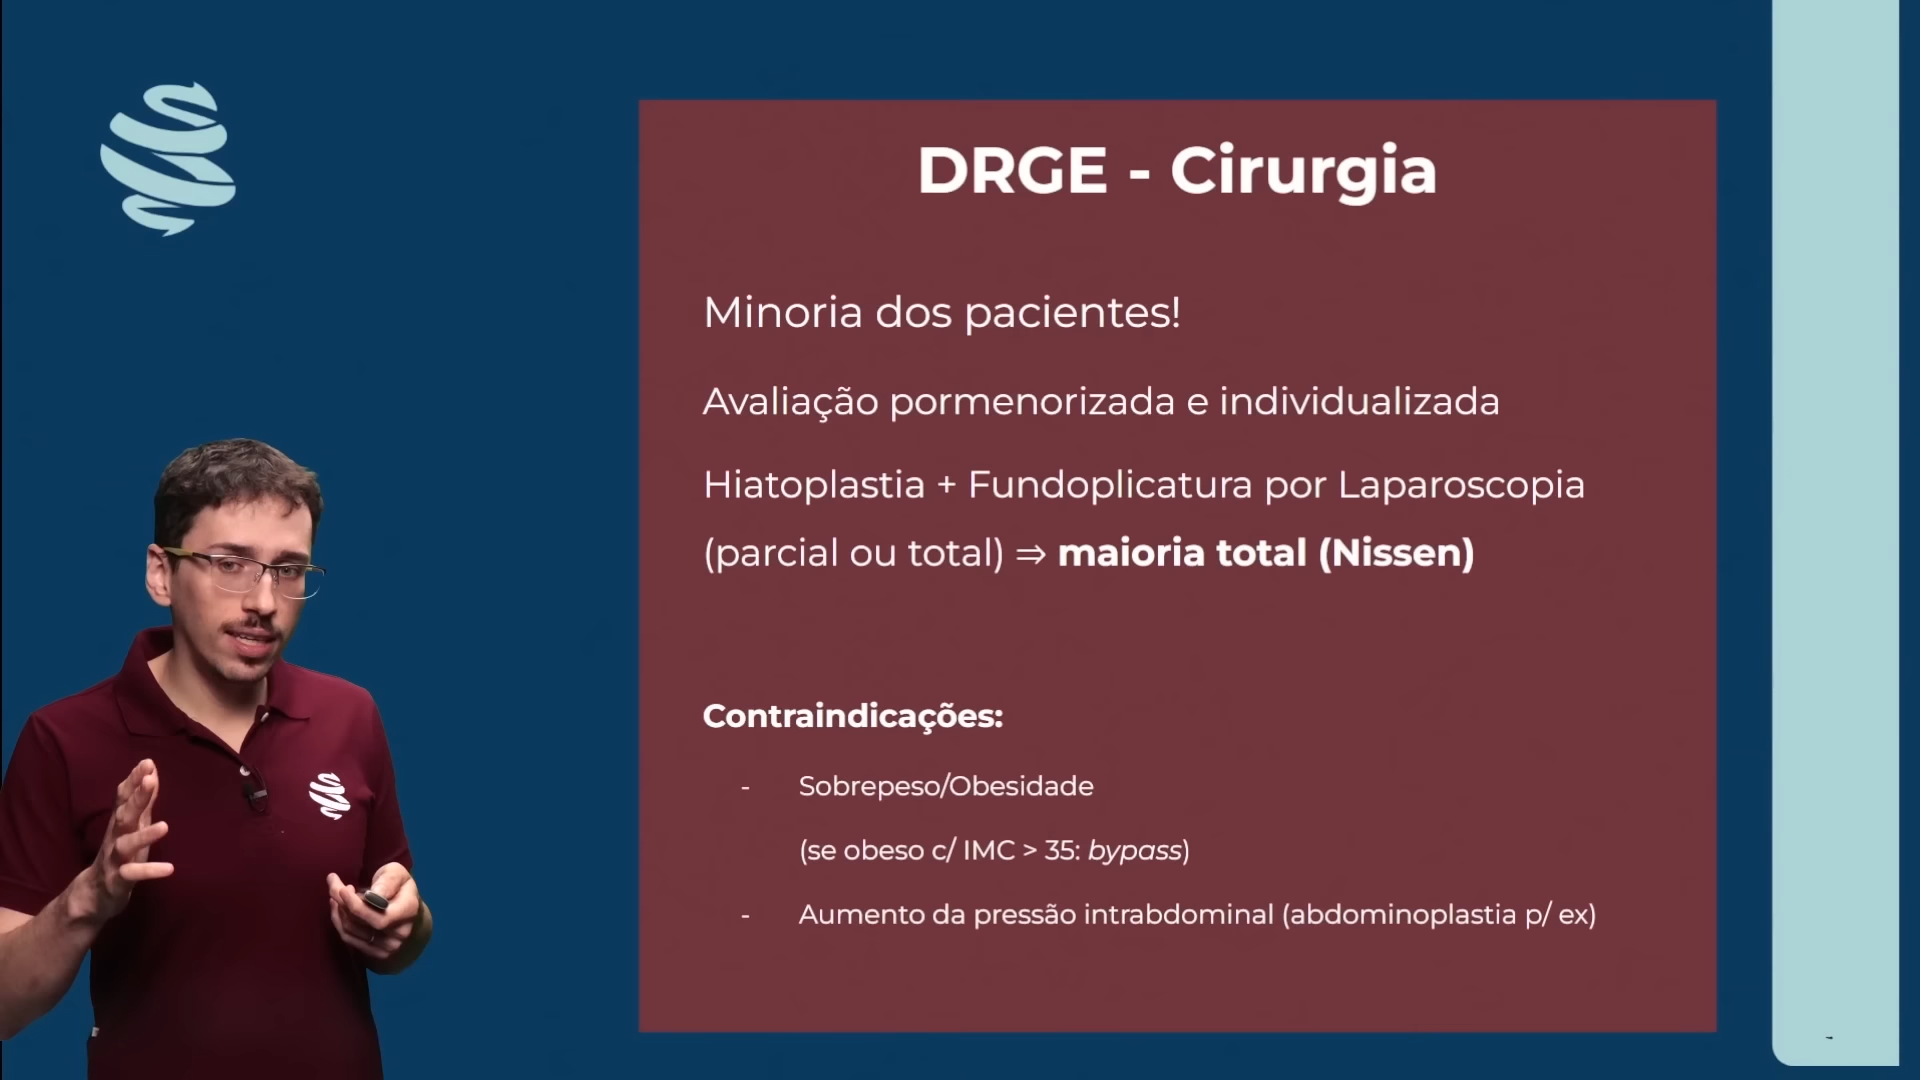 DRGE - Cirurgia
Minoria dos pacientes!
Avaliação pormenorizada e individualizada
Hiatoplastia + Fundoplicatura por Laparoscopia
(parcial ou total) ⇒ maioria total (Nissen)
Contraindicações:
- Sobrepeso/Obesidade
(se obeso c/ IMC > 35: bypass)
- Aumento da pressão intrabdominal (abdominoplastia p/ ex)